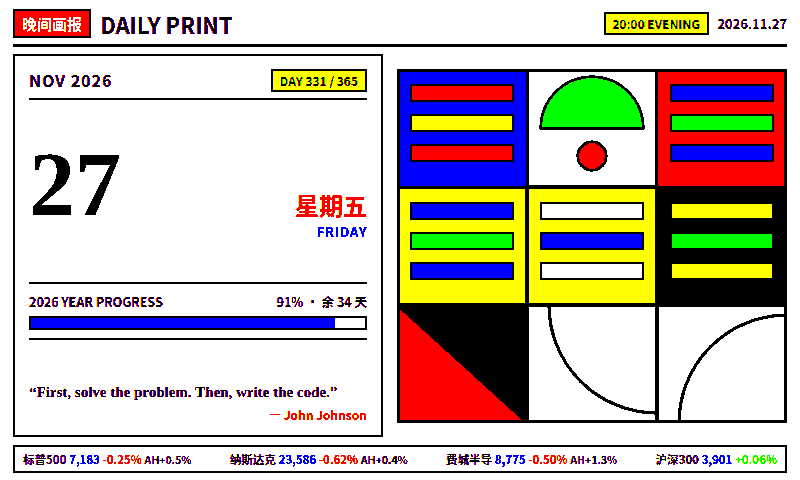 晚间画报 DAILY PRINT 20:00 EVENING 2026.11.27
NOV 2026 DAY 331 / 365
27
星期五
FRIDAY
2026 YEAR PROGRESS 91% · 余 34 天
“First, solve the problem. Then, write the code.”
— John Johnson
标普500 7,183 -0.25% AH+0.5% 纳斯达克 23,586 -0.62% AH+0.4% 费城半导 8,775 -0.50% AH+1.3% 沪深300 3,901 +0.06%